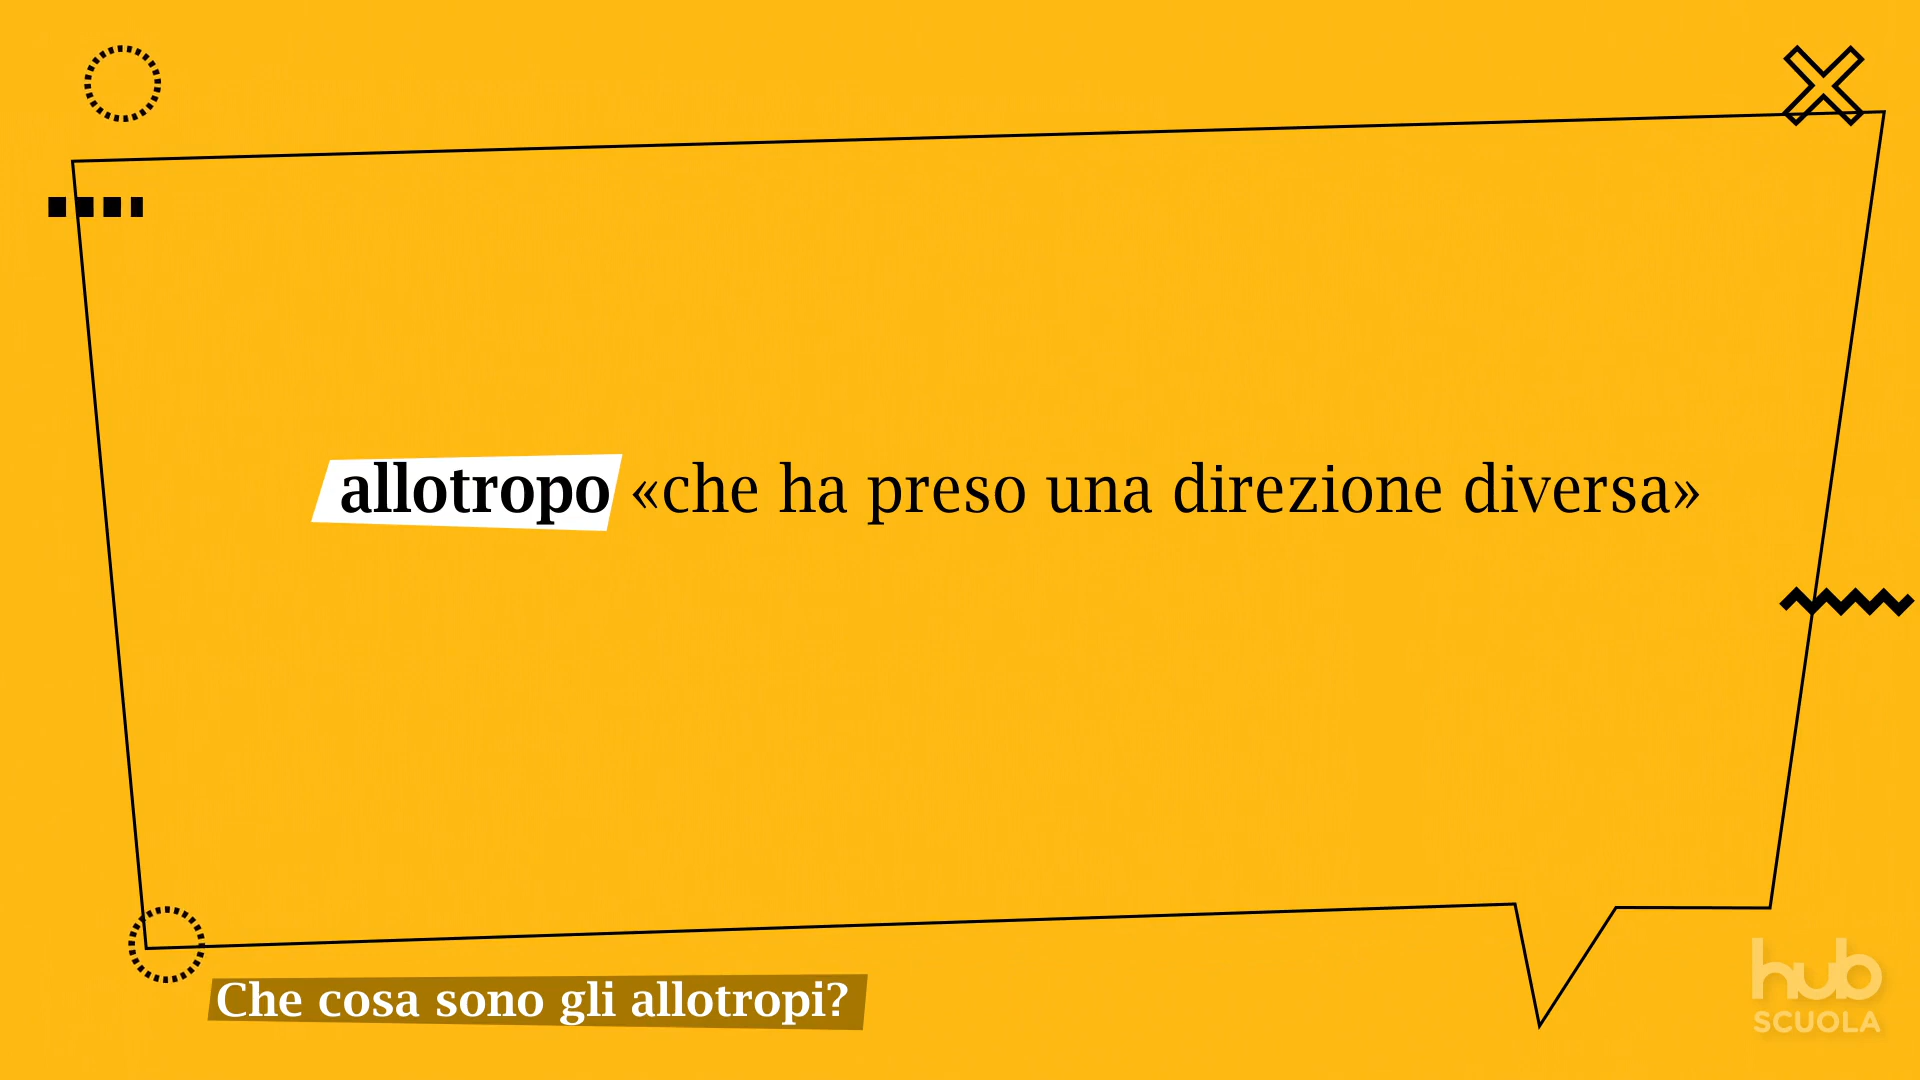 allotropo «che ha preso una direzione diversa»
Che cosa sono gli allotropi?
hub
SCUOLA